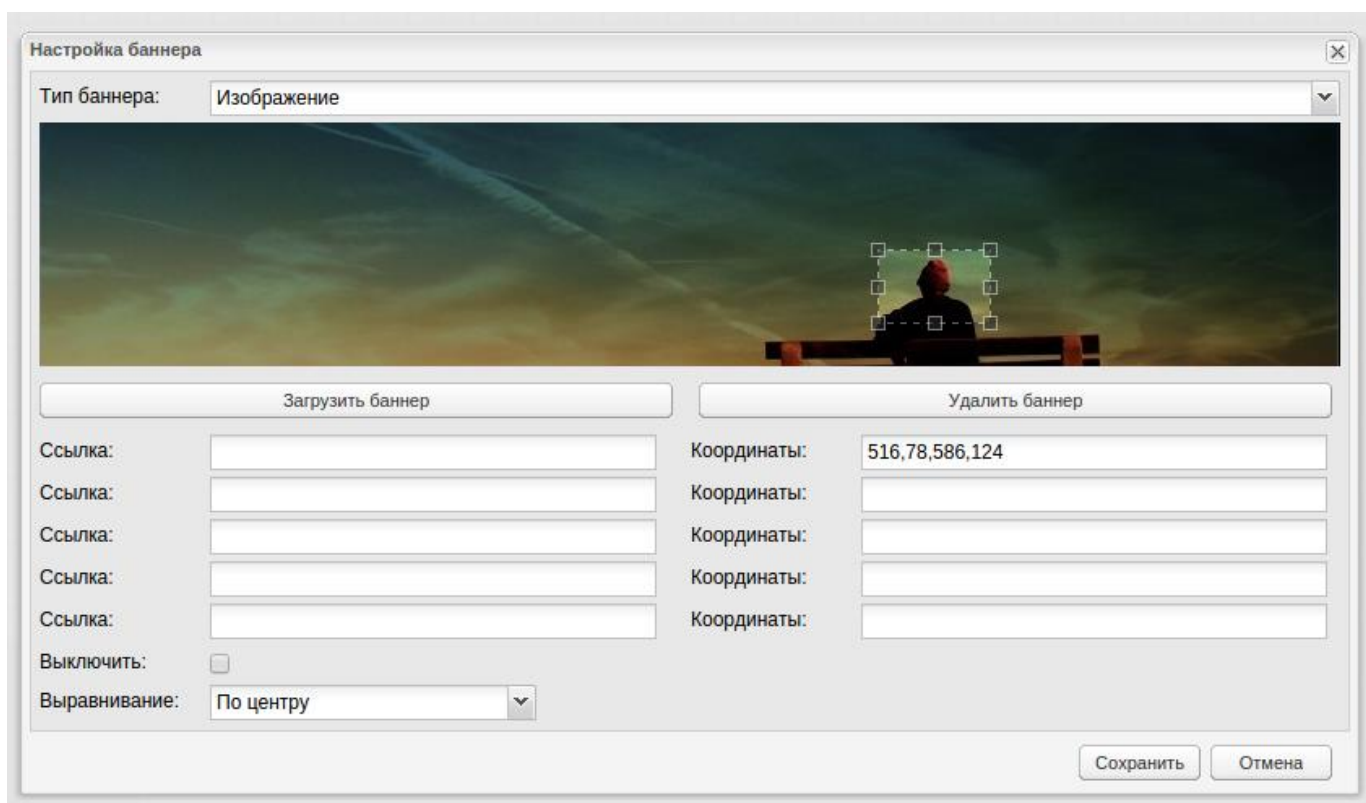 Настройка баннера
Тип баннера: Изображение
Загрузить баннер Удалить баннер
Ссылка: Координаты: 516,78,586,124
Ссылка: Координаты:
Ссылка: Координаты:
Ссылка: Координаты:
Ссылка: Координаты:
Выключить:
Выравнивание: По центру
Сохранить Отмена